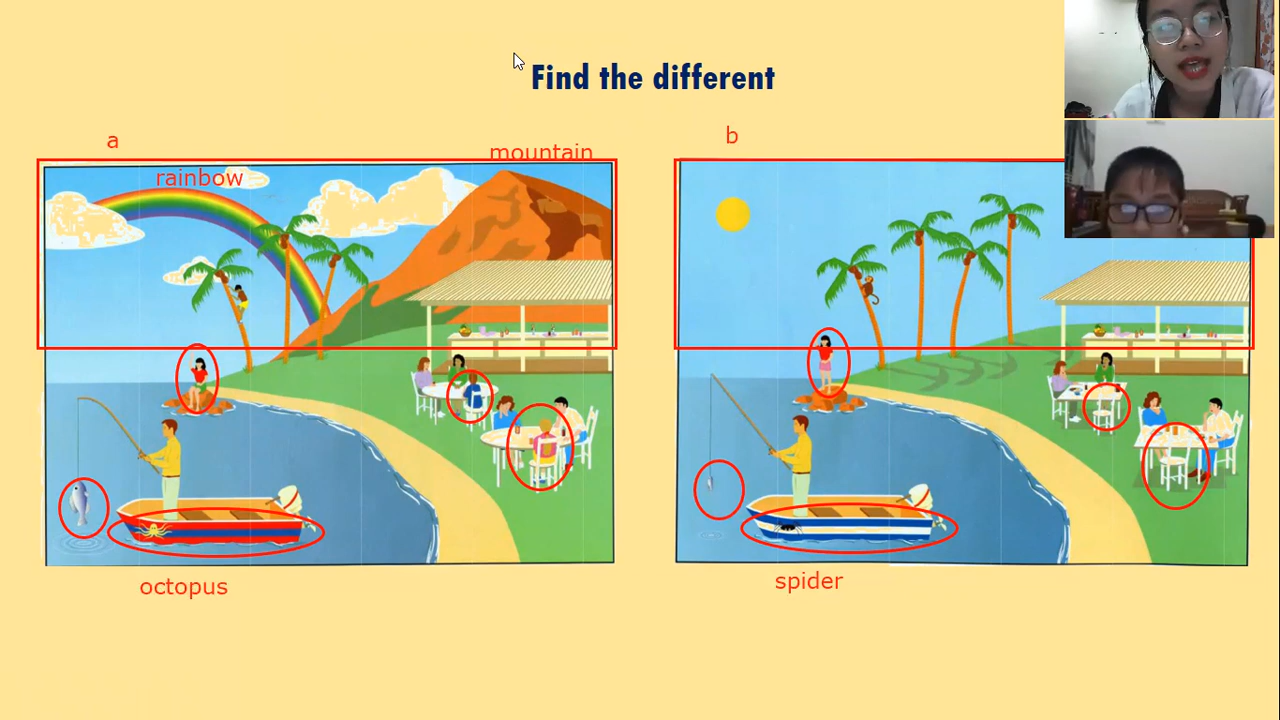 Find the different
a
b
mountain
rainbow
octopus
spider